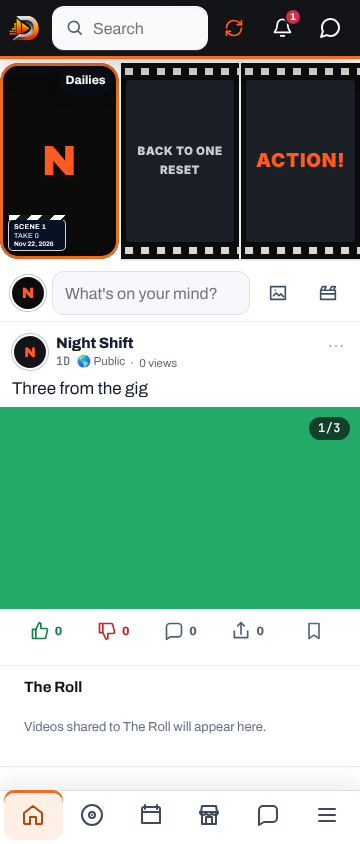 Search
1
Dailies
N
SCENE 1
TAKE 0
Nov 22, 2026
BACK TO ONE
RESET
ACTION!
N
What's on your mind?
N
Night Shift
1D 🌎 Public · 0 views
Three from the gig
1/3
0
0
0
0
The Roll
Videos shared to The Roll will appear here.